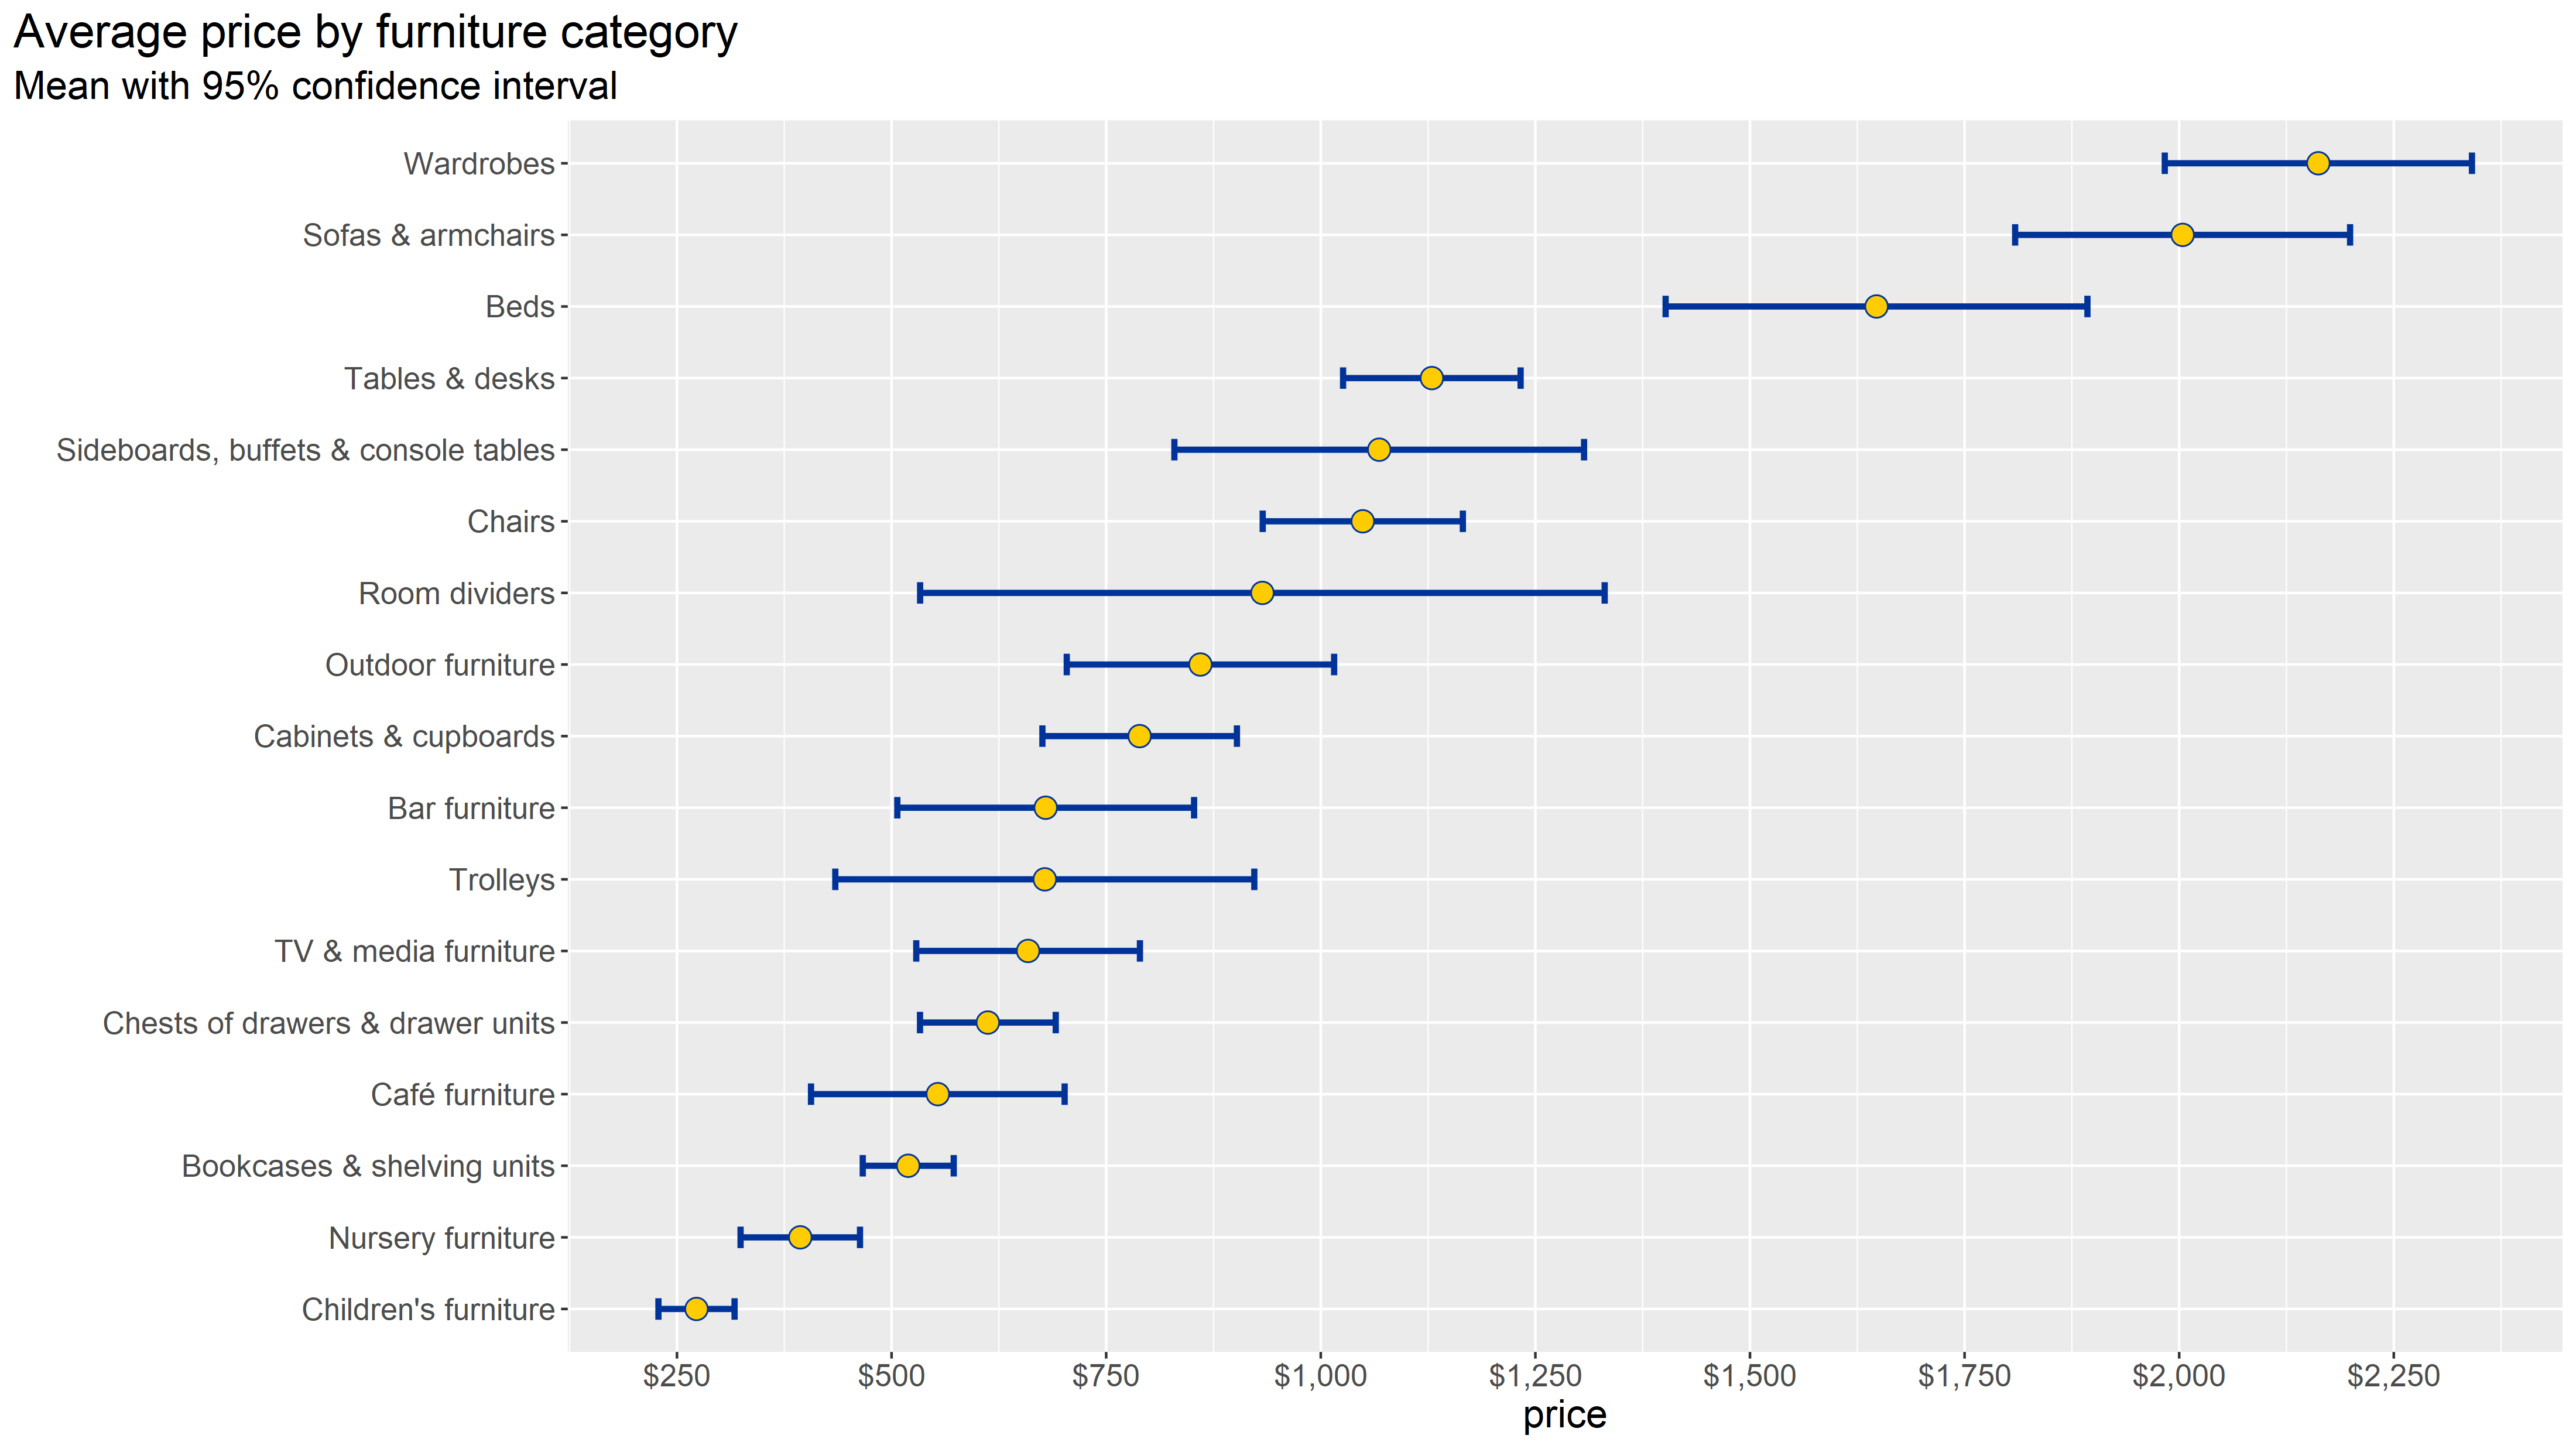 Average price by furniture category
Mean with 95% confidence interval
Wardrobes
Sofas & armchairs
Beds
Tables & desks
Sideboards, buffets & console tables
Chairs
Room dividers
Outdoor furniture
Cabinets & cupboards
Bar furniture
Trolleys
TV & media furniture
Chests of drawers & drawer units
Café furniture
Bookcases & shelving units
Nursery furniture
Children's furniture
$250 $500 $750 $1,000 $1,250 $1,500 $1,750 $2,000 $2,250
price